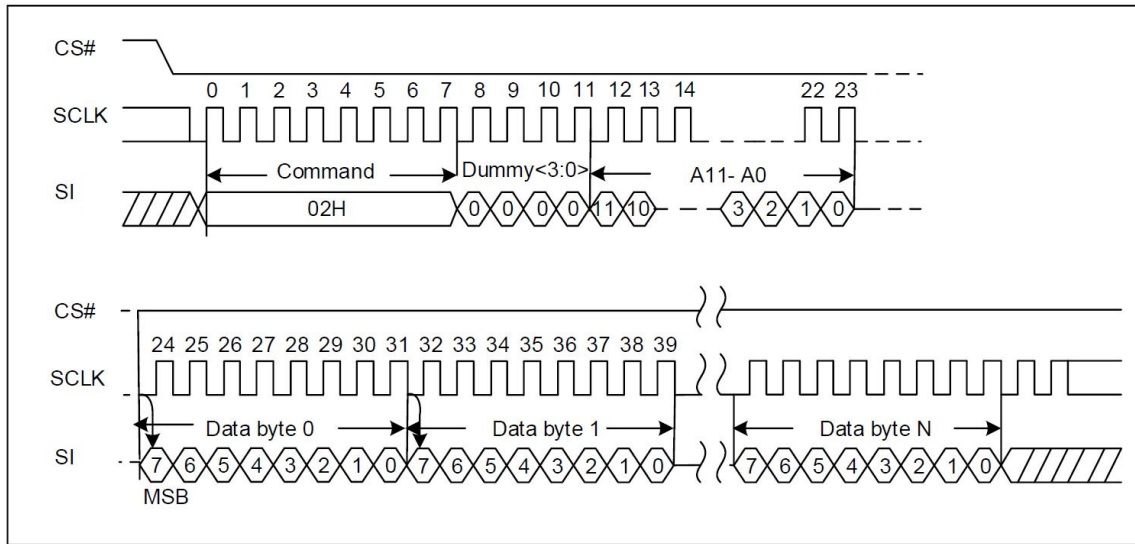 CS#
0 1 2 3 4 5 6 7 8 9 10 11 12 13 14 22 23
SCLK
Command Dummy<3:0> A11- A0
SI
02H 0 0 0 0 11 10 3 2 1 0
CS#
24 25 26 27 28 29 30 31 32 33 34 35 36 37 38 39
SCLK
Data byte 0 Data byte 1 Data byte N
SI
7 6 5 4 3 2 1 0 7 6 5 4 3 2 1 0 7 6 5 4 3 2 1 0
MSB